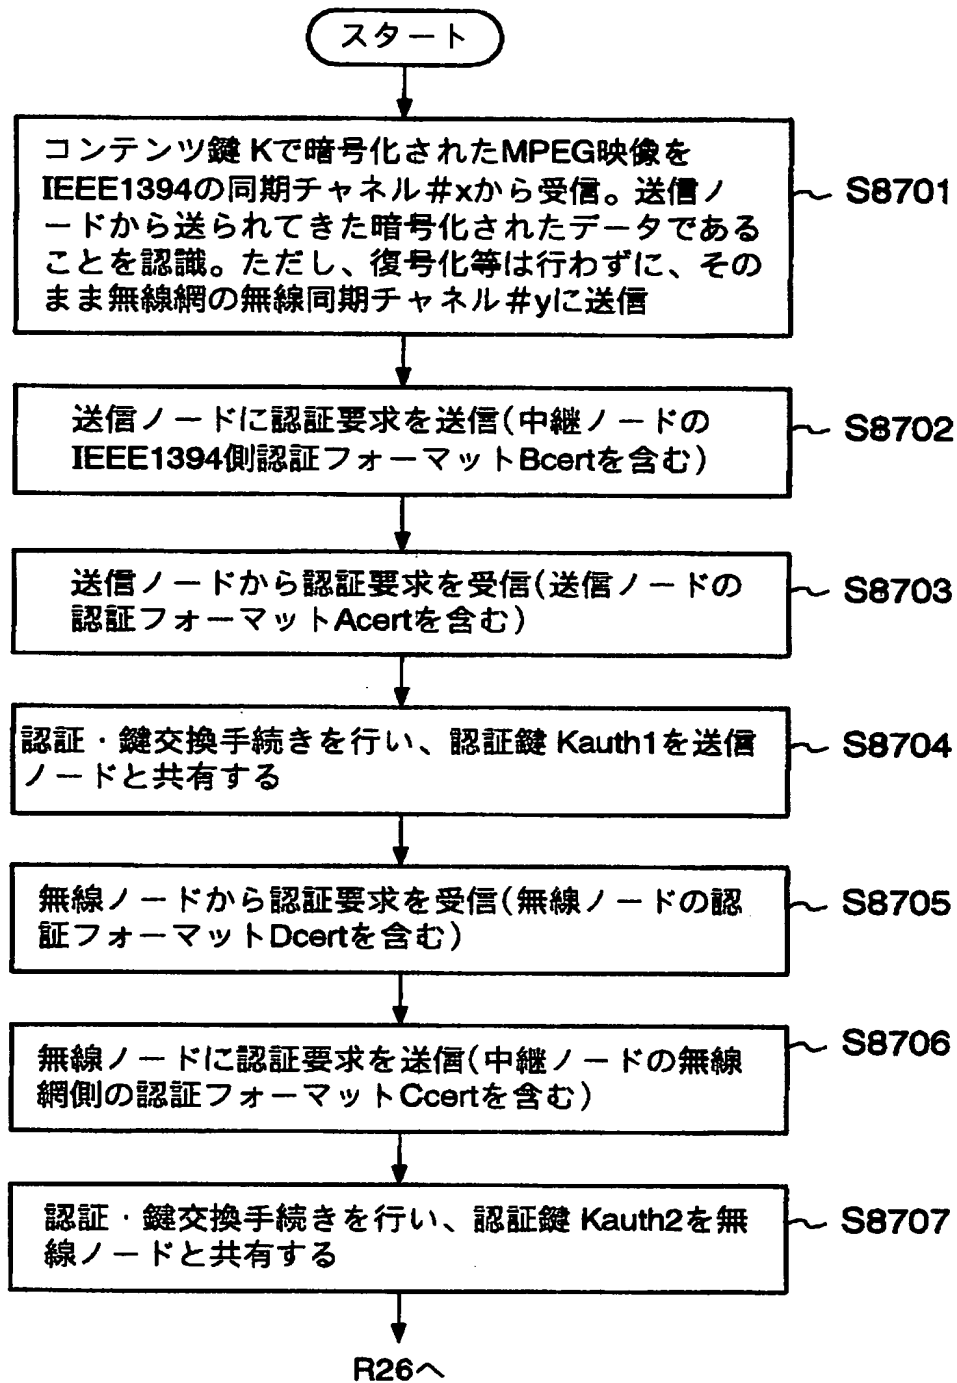 スタート
コンテンツ鍵 Kで暗号化されたMPEG映像を
IEEE1394の同期チャネル#xから受信。送信ノ
ードから送られてきた暗号化されたデータである
ことを認識。ただし、復号化等は行わずに、その
まま無線網の無線同期チャネル#yに送信
S8701
送信ノードに認証要求を送信(中継ノードの
IEEE1394側認証フォーマットBcertを含む)
S8702
送信ノードから認証要求を受信(送信ノードの
認証フォーマットAcertを含む)
S8703
認証・鍵交換手続きを行い、認証鍵 Kauth1を送信
ノードと共有する
S8704
無線ノードから認証要求を受信(無線ノードの認
証フォーマットDcertを含む)
S8705
無線ノードに認証要求を送信(中継ノードの無線
網側の認証フォーマットCcertを含む)
S8706
認証・鍵交換手続きを行い、認証鍵 Kauth2を無
線ノードと共有する
S8707
R26へ